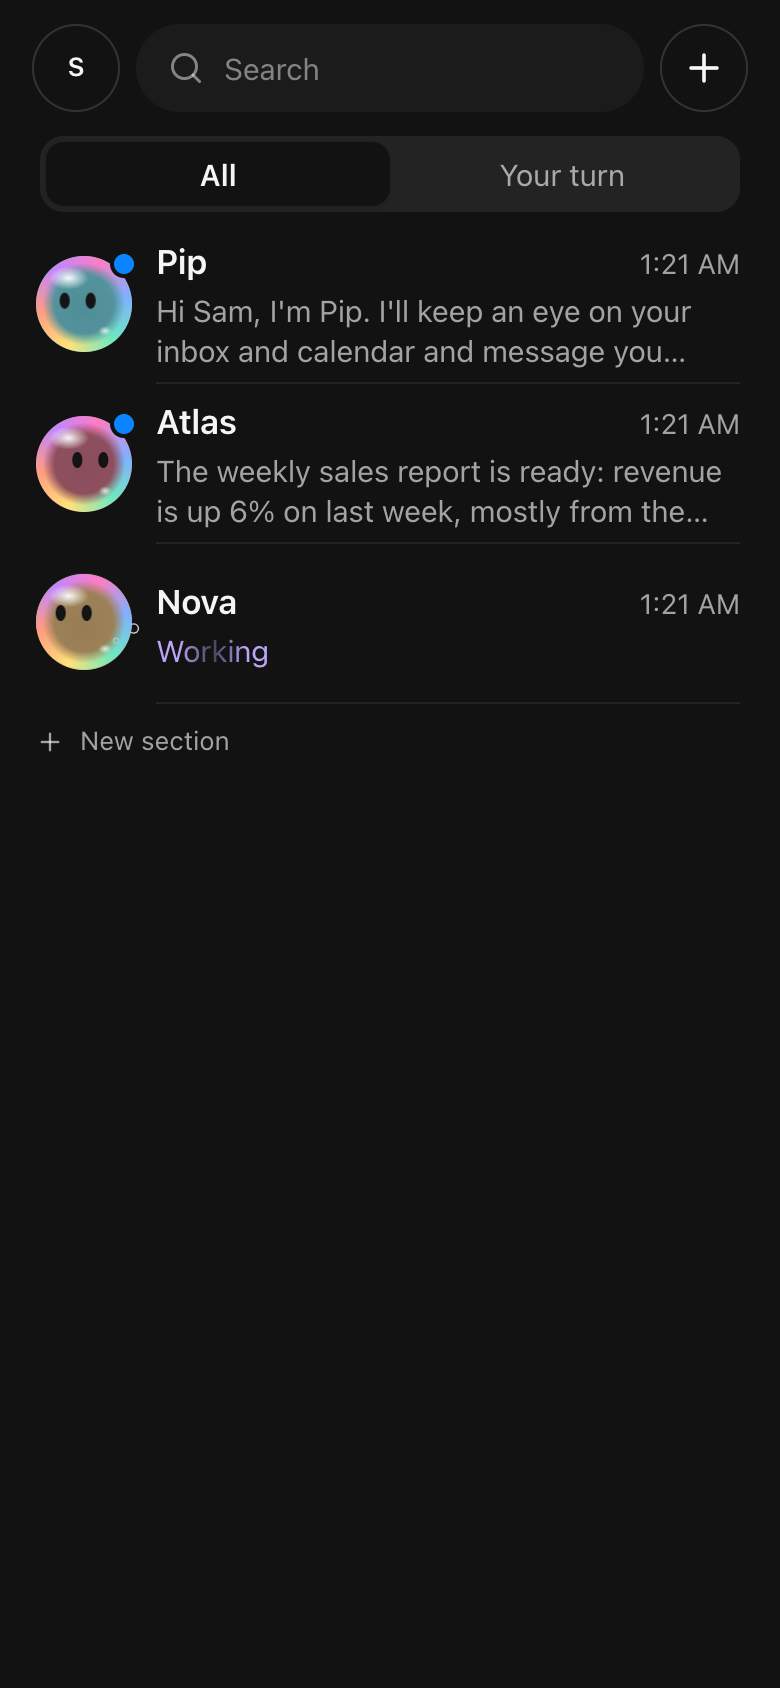 S
Search
All
Your turn
Pip
1:21 AM
Hi Sam, I'm Pip. I'll keep an eye on your
inbox and calendar and message you...
Atlas
1:21 AM
The weekly sales report is ready: revenue
is up 6% on last week, mostly from the...
Nova
1:21 AM
Working
New section